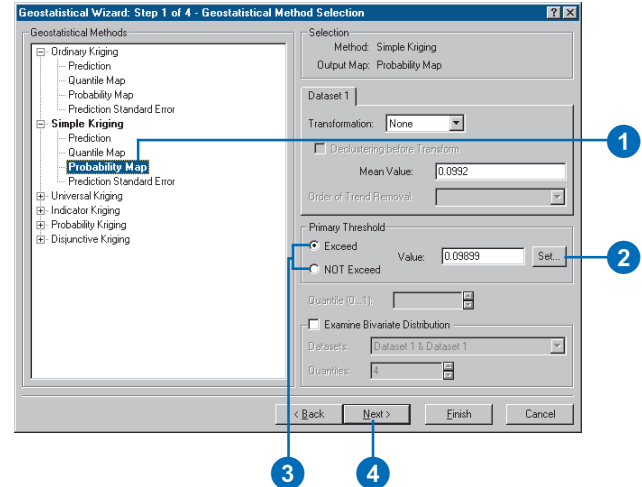 Geostatistical Wizard: Step 1 of 4 - Geostatistical Method Selection
Geostatistical Methods
Ordinary Kriging
Prediction
Quantile Map
Probability Map
Prediction Standard Error
Simple Kriging
Prediction
Quantile Map
Probability Map
Prediction Standard Error
Universal Kriging
Indicator Kriging
Probability Kriging
Disjunctive Kriging
Selection
Method: Simple Kriging
Output Map: Probability Map
Dataset 1
Transformation: None
Declustering before Transform
Mean Value: 0.0992
Order of Trend Removal:
Primary Threshold
Exceed
NOT Exceed
Value: 0.09899 Set...
Quantile (0...1):
Examine Bivariate Distribution
Datasets: Dataset 1 & Dataset 1
Quantiles: 4
< Back Next > Finish Cancel
1
2
3 4